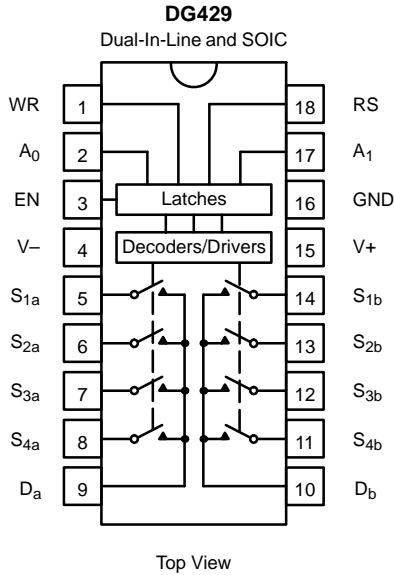 DG429
Dual-In-Line and SOIC
WR 1 18 RS
A0 2 17 A1
EN 3 Latches 16 GND
V– 4 Decoders/Drivers 15 V+
S1a 5 14 S1b
S2a 6 13 S2b
S3a 7 12 S3b
S4a 8 11 S4b
Da 9 10 Db
Top View